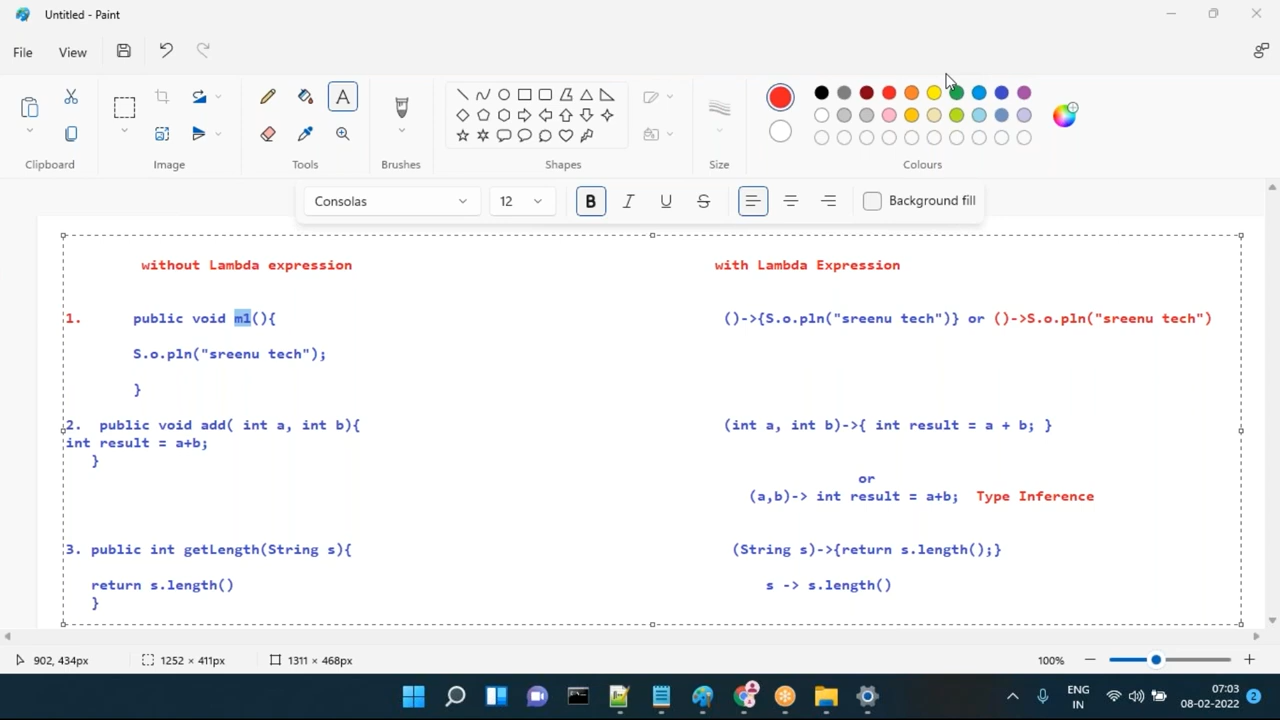 Untitled - Paint
File View
Clipboard Image Tools Brushes Shapes Size Colours
Consolas 12 B I U S Background fill
without Lambda expression with Lambda Expression
1. public void m1(){ ()->{S.o.pln("sreenu tech")} or ()->S.o.pln("sreenu tech")
S.o.pln("sreenu tech");
}
2. public void add( int a, int b){ (int a, int b)->{ int result = a + b; }
int result = a+b;
}
or
(a,b)-> int result = a+b; Type Inference
3. public int getLength(String s){ (String s)->{return s.length();}
return s.length() s -> s.length()
}
902, 434px 1252 × 411px 1311 × 468px 100%
ENG 07:03
IN 08-02-2022 2